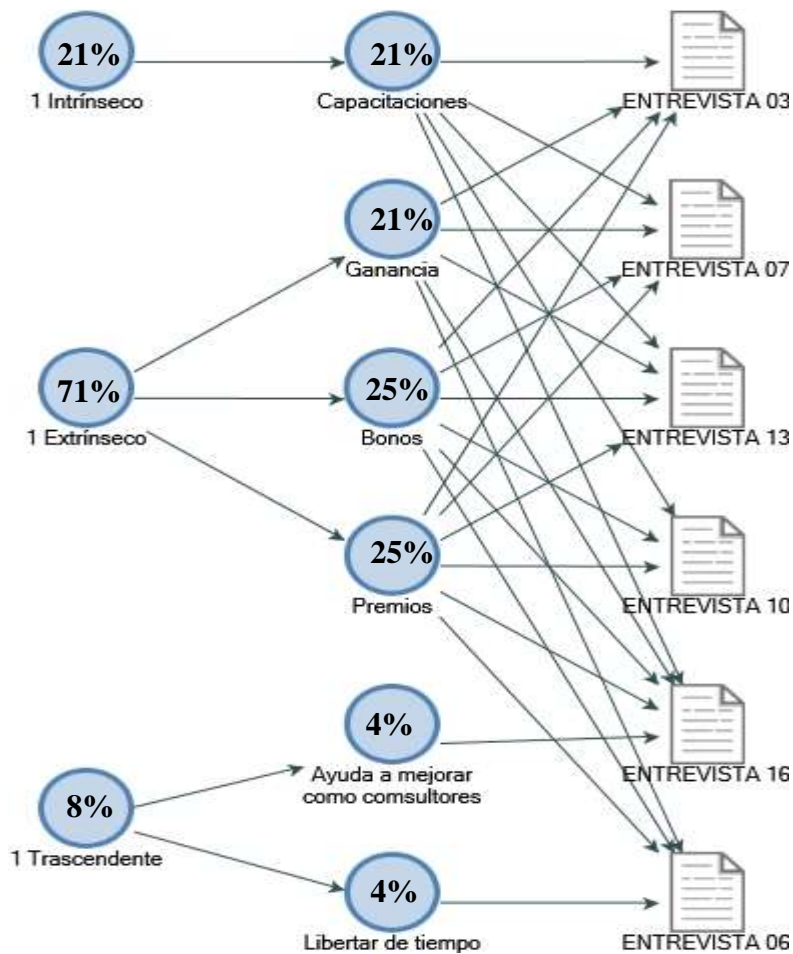 21%
1 Intrínseco
21%
Capacitaciones
ENTREVISTA 03
21%
Ganancia
ENTREVISTA 07
71%
1 Extrínseco
25%
Bonos
ENTREVISTA 13
25%
Premios
ENTREVISTA 10
4%
Ayuda a mejorar
como comsultores
ENTREVISTA 16
8%
1 Trascendente
4%
Libertar de tiempo
ENTREVISTA 06